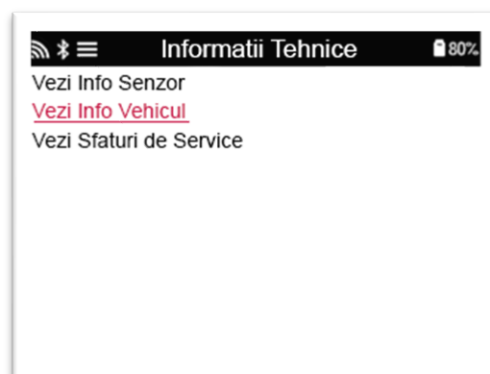 Informatii Tehnice 80%
Vezi Info Senzor
Vezi Info Vehicul
Vezi Sfaturi de Service